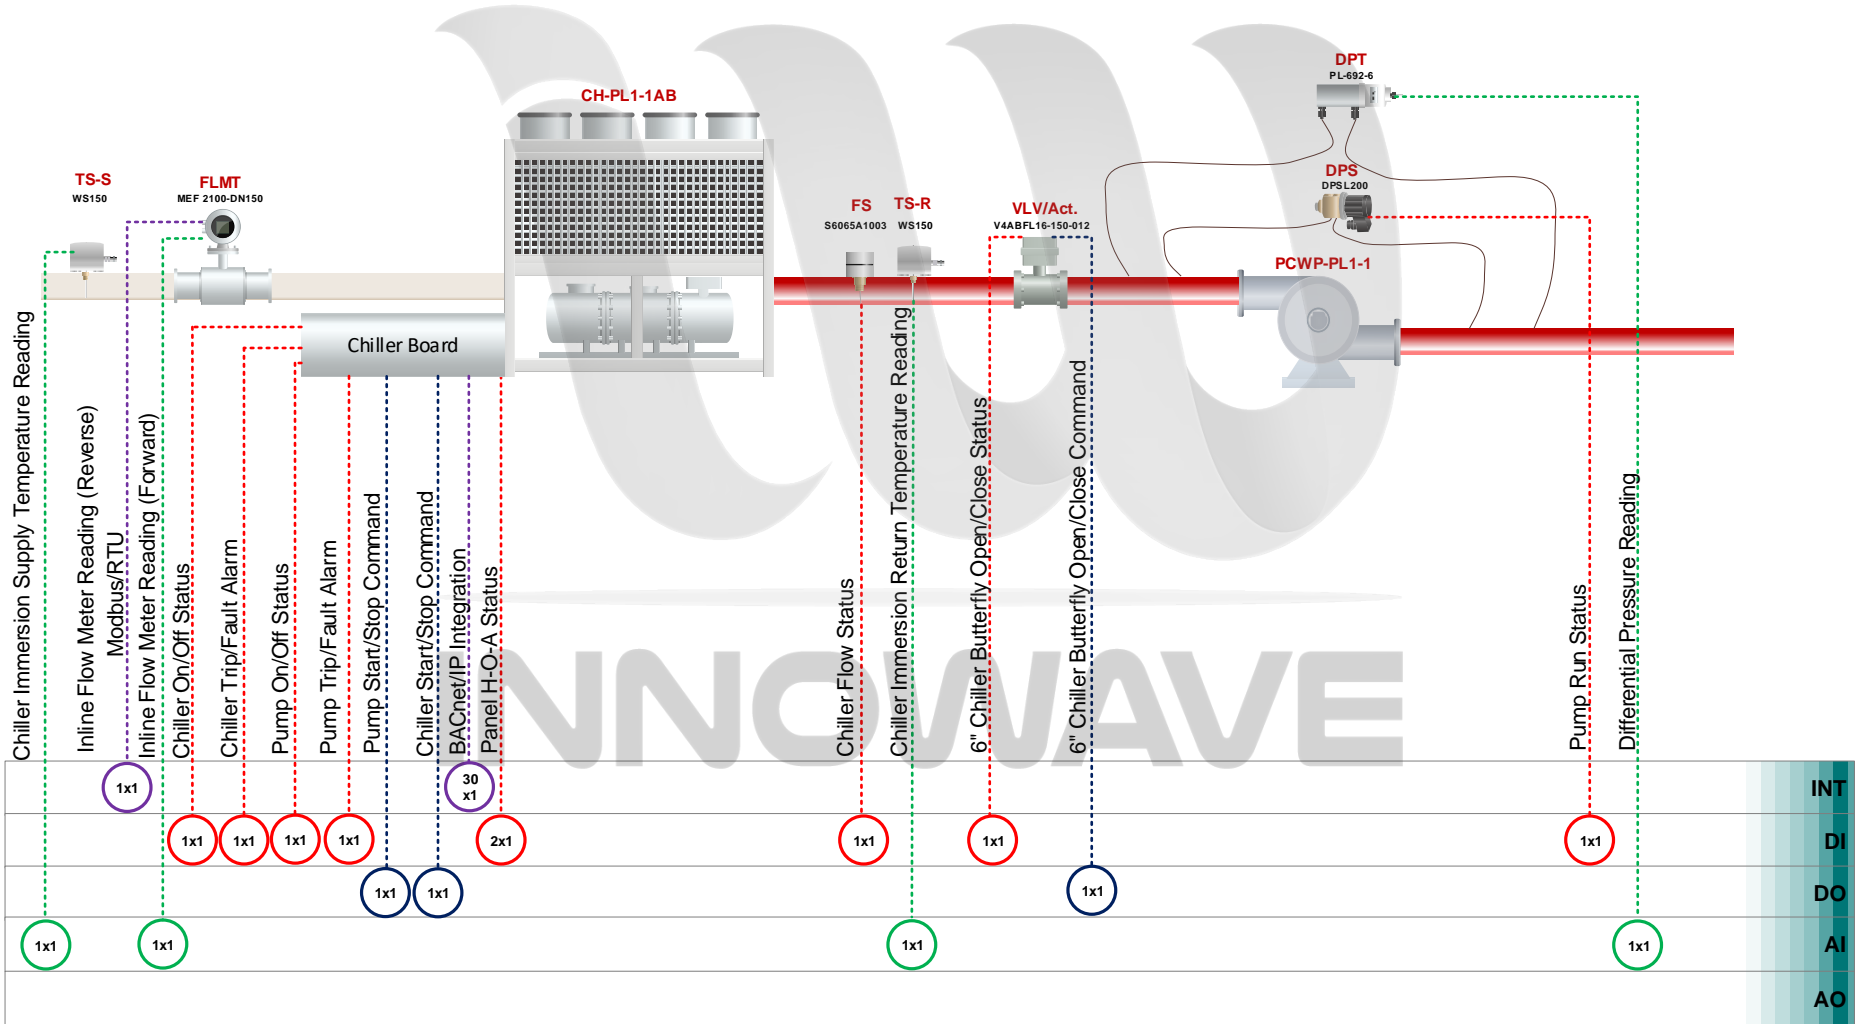 DPT
PL-692-6
CH-PL1-1AB
DPS
DPSL200
TS-S
WS150
FLMT
MEF 2100-DN150
FS
S6065A1003
TS-R
WS150
VLV/Act.
V4ABFL16-150-012
PCWP-PL1-1
Chiller Board
Chiller Immersion Supply Temperature Reading
Inline Flow Meter Reading (Reverse)
Modbus/RTU
Inline Flow Meter Reading (Forward)
Chiller On/Off Status
Chiller Trip/Fault Alarm
Pump On/Off Status
Pump Trip/Fault Alarm
Pump Start/Stop Command
Chiller Start/Stop Command
BACnet/IP Integration
Panel H-O-A Status
Chiller Flow Status
Chiller Immersion Return Temperature Reading
6" Chiller Butterfly Open/Close Status
6" Chiller Butterfly Open/Close Command
Pump Run Status
Differential Pressure Reading
INNOWAVE
1x1
30
x1
INT
1x1
1x1
1x1
1x1
2x1
1x1
1x1
1x1
DI
1x1
1x1
1x1
DO
1x1
1x1
1x1
1x1
AI
AO